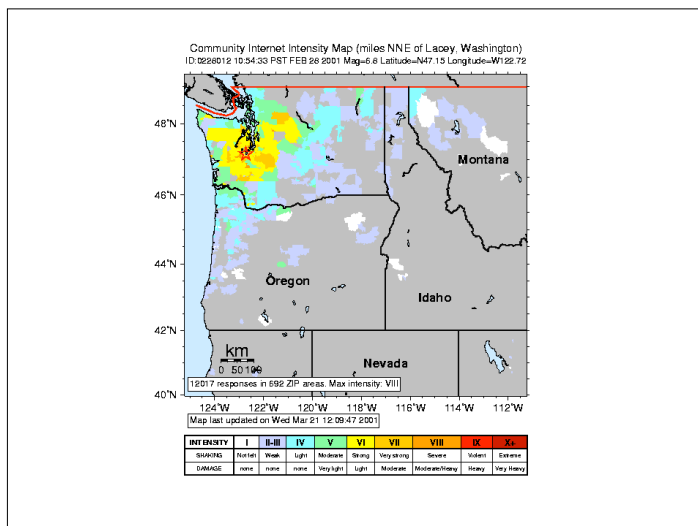 Community Internet Intensity Map (miles NNE of Lacey, Washington)
ID:0228012 10:54:33 PST FEB 28 2001 Mag=6.8 Latitude=N47.15 Longitude=W122.72
48°N
46°N
44°N
42°N
40°N
Montana
Oregon
Idaho
Nevada
km
0 50 100
12017 responses in 692 ZIP areas. Max intensity: VIII
124°W 122°W 120°W 118°W 116°W 114°W 112°W
Map last updated on Wed Mar 21 12:09:47 2001
INTENSITY I II-III IV V VI VII VIII IX X+
SHAKING Not felt Weak Light Moderate Strong Very strong Severe Violent Extreme
DAMAGE none none none Very light Light Moderate Moderate/Heavy Heavy Very Heavy